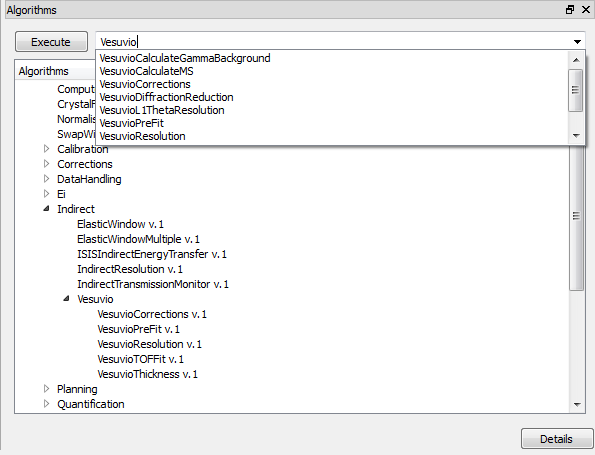 Algorithms
Execute
Vesuvio
VesuvioCalculateGammaBackground
VesuvioCalculateMS
VesuvioCorrections
VesuvioDiffractionReduction
VesuvioL1ThetaResolution
VesuvioPreFit
VesuvioResolution
Algorithms
Comput
CrystalF
Normalis
SwapWi
Calibration
Corrections
DataHandling
Ei
Indirect
ElasticWindow v.1
ElasticWindowMultiple v.1
ISISIndirectEnergyTransfer v.1
IndirectResolution v.1
IndirectTransmissionMonitor v.1
Vesuvio
VesuvioCorrections v.1
VesuvioPreFit v.1
VesuvioResolution v.1
VesuvioTOFFit v.1
VesuvioThickness v.1
Planning
Quantification
Details